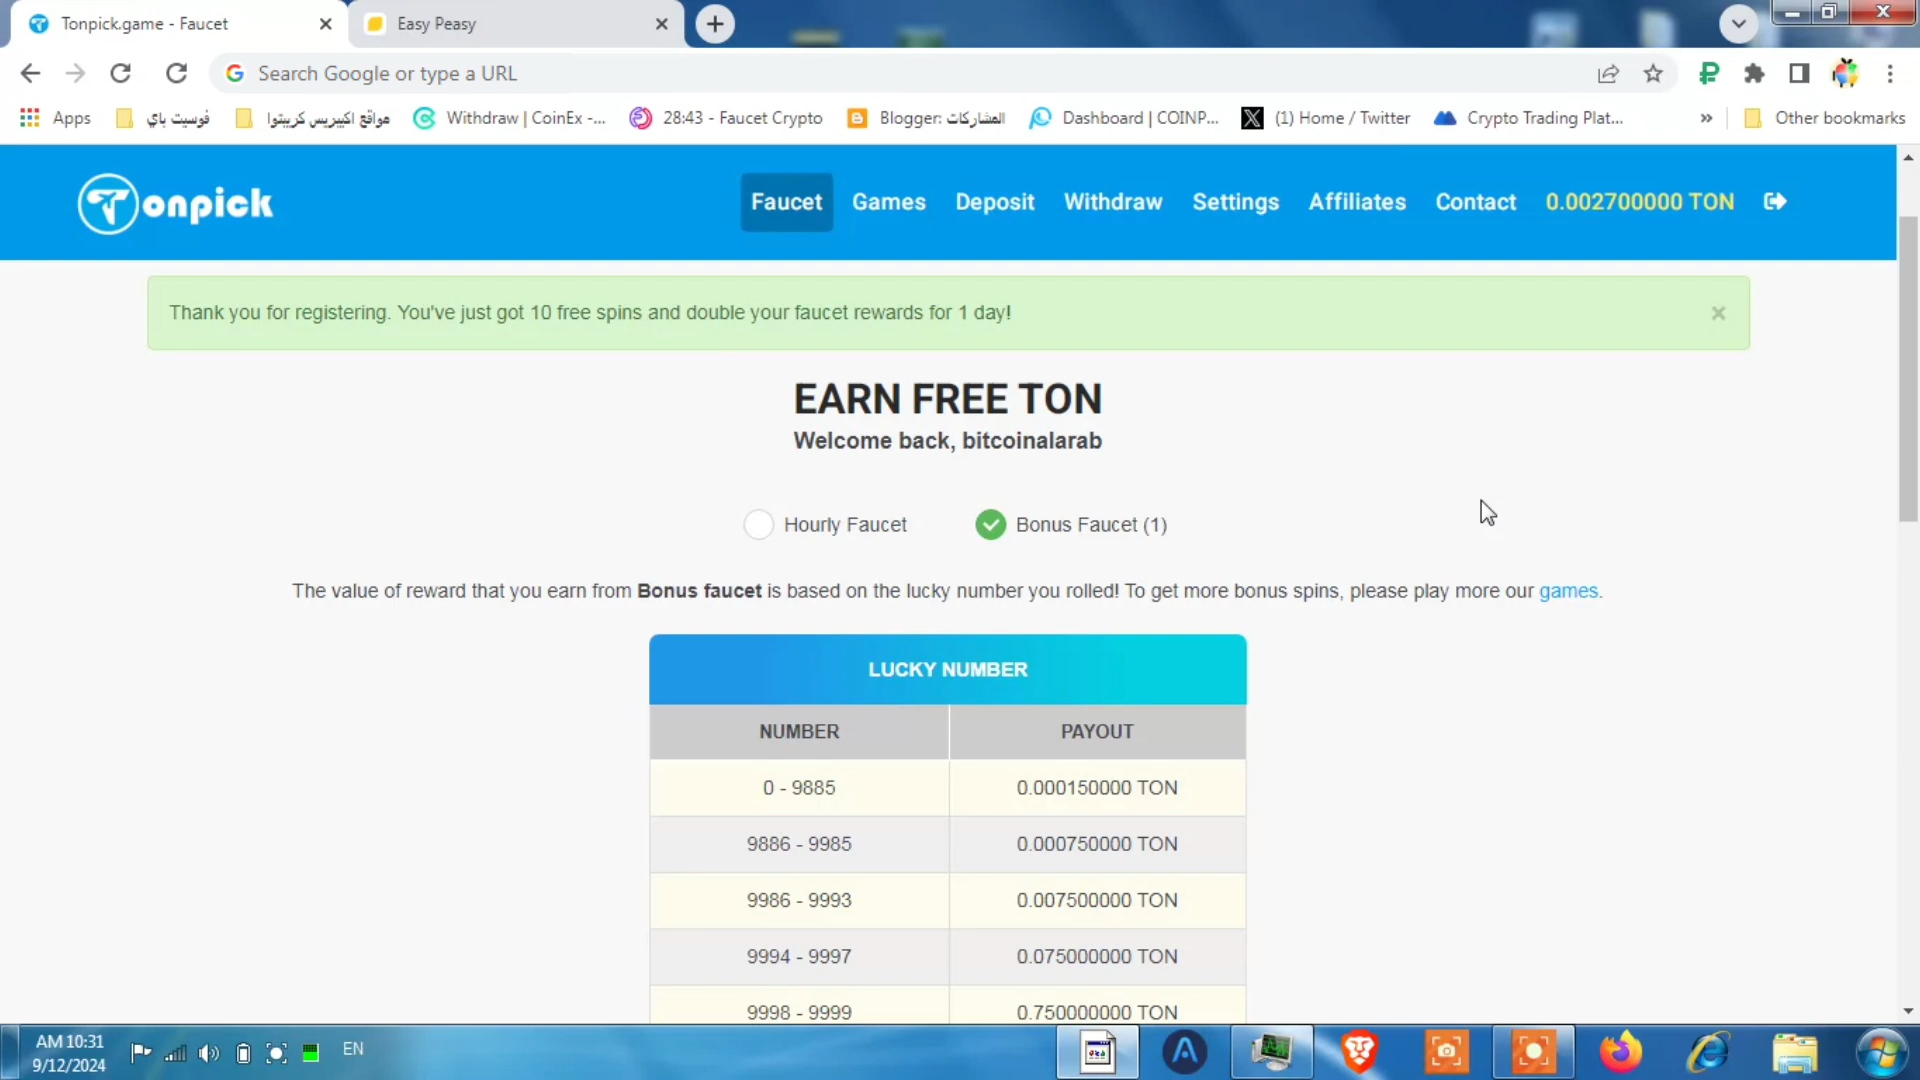 Tonpick.game - Faucet
Easy Peasy
Search Google or type a URL
Apps
فوسيت باي
مواقع اكيبريس كريبتوا
Withdraw | CoinEx -...
28:43 - Faucet Crypto
Blogger: المشاركات
Dashboard | COINP...
(1) Home / Twitter
Crypto Trading Plat...
»
Other bookmarks
Tonpick
Faucet
Games
Deposit
Withdraw
Settings
Affiliates
Contact
0.002700000 TON
Thank you for registering. You've just got 10 free spins and double your faucet rewards for 1 day!
EARN FREE TON
Welcome back, bitcoinalarab
Hourly Faucet
Bonus Faucet (1)
The value of reward that you earn from Bonus faucet is based on the lucky number you rolled! To get more bonus spins, please play more our games.
LUCKY NUMBER
NUMBER PAYOUT
0 - 9885 0.000150000 TON
9886 - 9985 0.000750000 TON
9986 - 9993 0.007500000 TON
9994 - 9997 0.075000000 TON
9998 - 9999 0.750000000 TON
AM 10:31
9/12/2024
EN